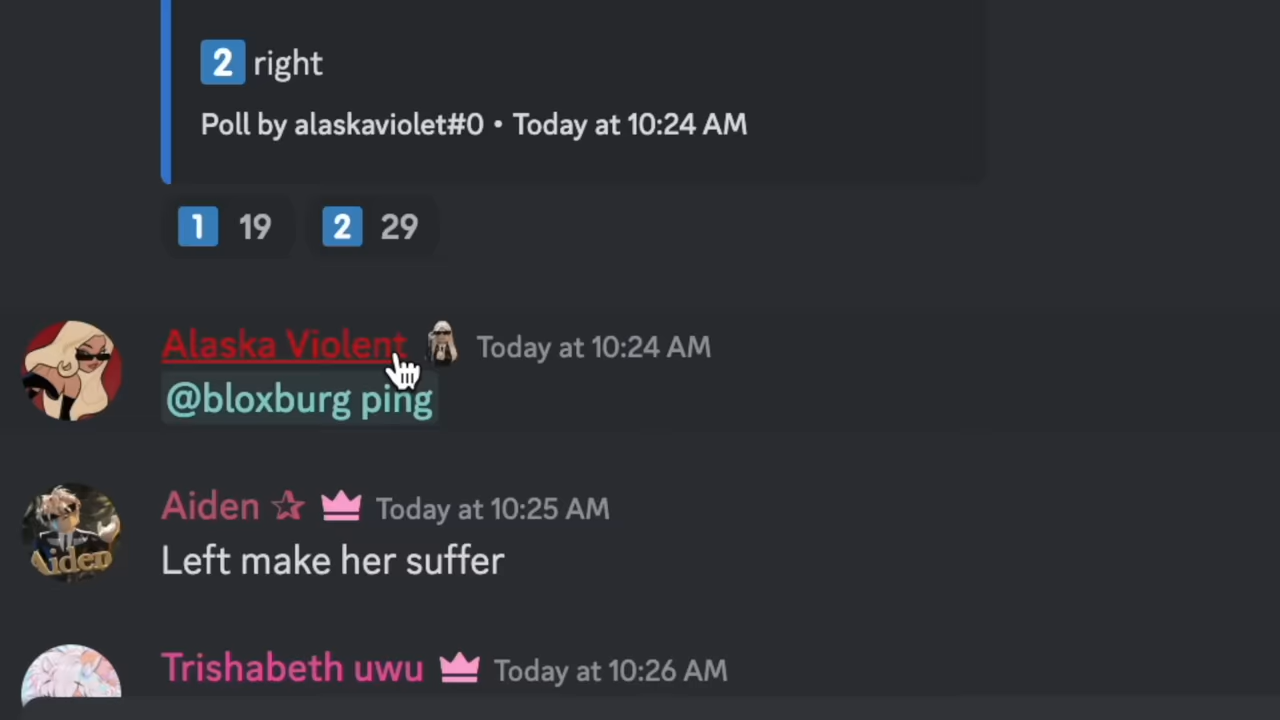 2 right
Poll by alaskaviolet#0 • Today at 10:24 AM
1 19 2 29
Alaska Violent Today at 10:24 AM
@bloxburg ping
Aiden ☆ Today at 10:25 AM
Aiden
Left make her suffer
Trishabeth uwu Today at 10:26 AM